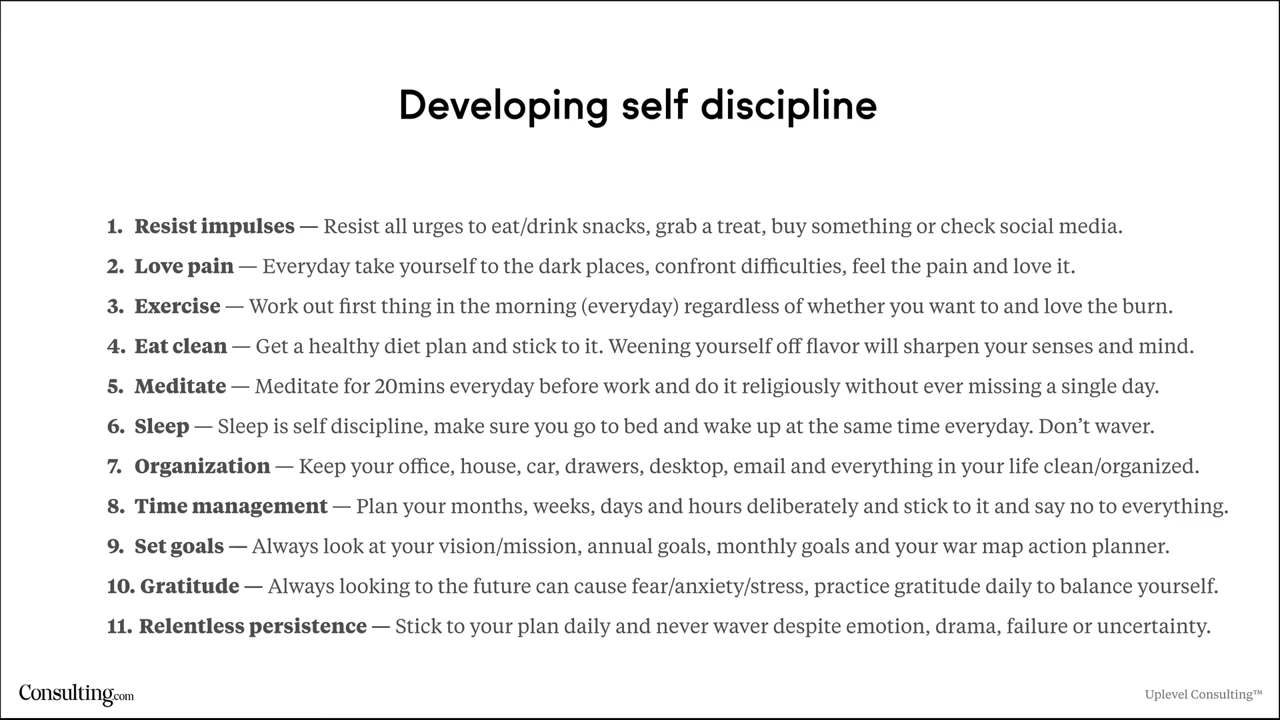 Developing self discipline
1. Resist impulses — Resist all urges to eat/drink snacks, grab a treat, buy something or check social media.
2. Love pain — Everyday take yourself to the dark places, confront difficulties, feel the pain and love it.
3. Exercise — Work out first thing in the morning (everyday) regardless of whether you want to and love the burn.
4. Eat clean — Get a healthy diet plan and stick to it. Weening yourself off flavor will sharpen your senses and mind.
5. Meditate — Meditate for 20mins everyday before work and do it religiously without ever missing a single day.
6. Sleep — Sleep is self discipline, make sure you go to bed and wake up at the same time everyday. Don’t waver.
7. Organization — Keep your office, house, car, drawers, desktop, email and everything in your life clean/organized.
8. Time management — Plan your months, weeks, days and hours deliberately and stick to it and say no to everything.
9. Set goals — Always look at your vision/mission, annual goals, monthly goals and your war map action planner.
10. Gratitude — Always looking to the future can cause fear/anxiety/stress, practice gratitude daily to balance yourself.
11. Relentless persistence — Stick to your plan daily and never waver despite emotion, drama, failure or uncertainty.
Consulting.com
Uplevel Consulting™